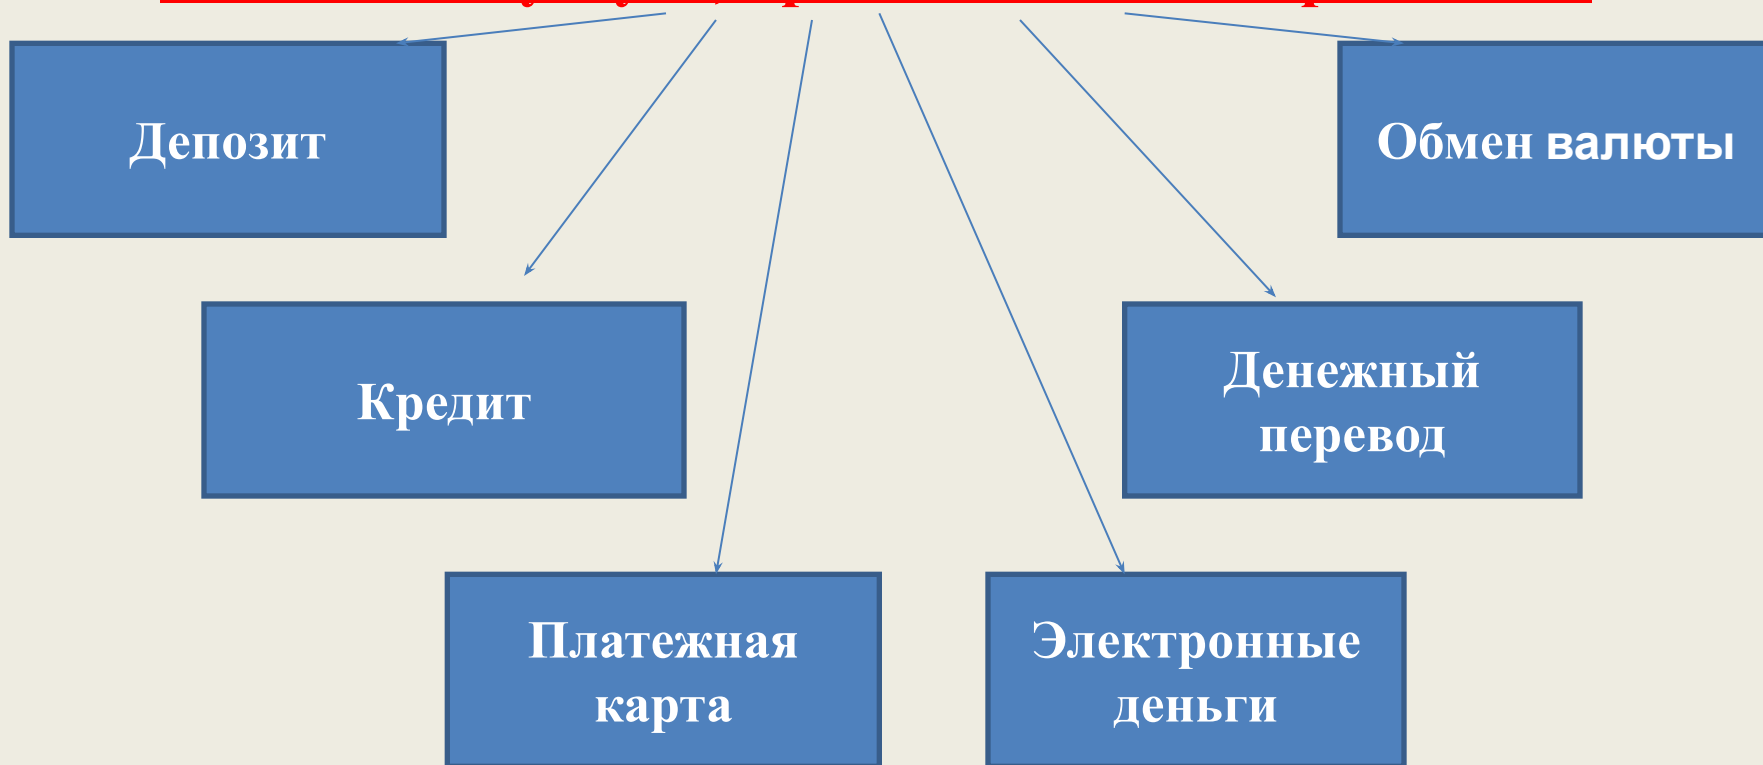 Депозит
Обмен валюты
Кредит
Денежный
перевод
Платежная
карта
Электронные
деньги